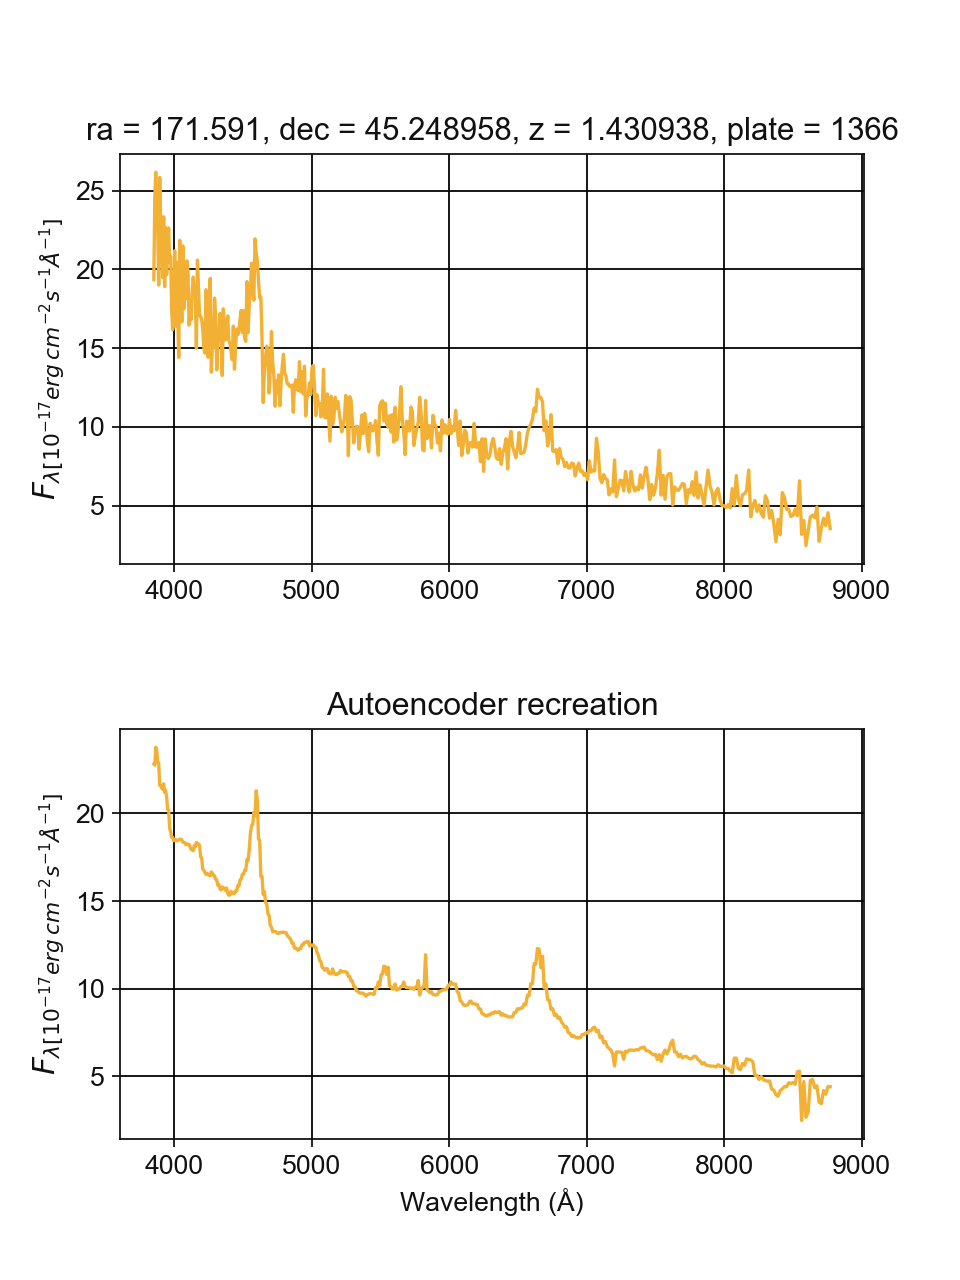 ra = 171.591, dec = 45.248958, z = 1.430938, plate = 1366
F_λ[10^−17 erg cm^−2 s^−1 Å^−1]
25
20
15
10
5
4000 5000 6000 7000 8000 9000
Autoencoder recreation
F_λ[10^−17 erg cm^−2 s^−1 Å^−1]
20
15
10
5
4000 5000 6000 7000 8000 9000
Wavelength (Å)